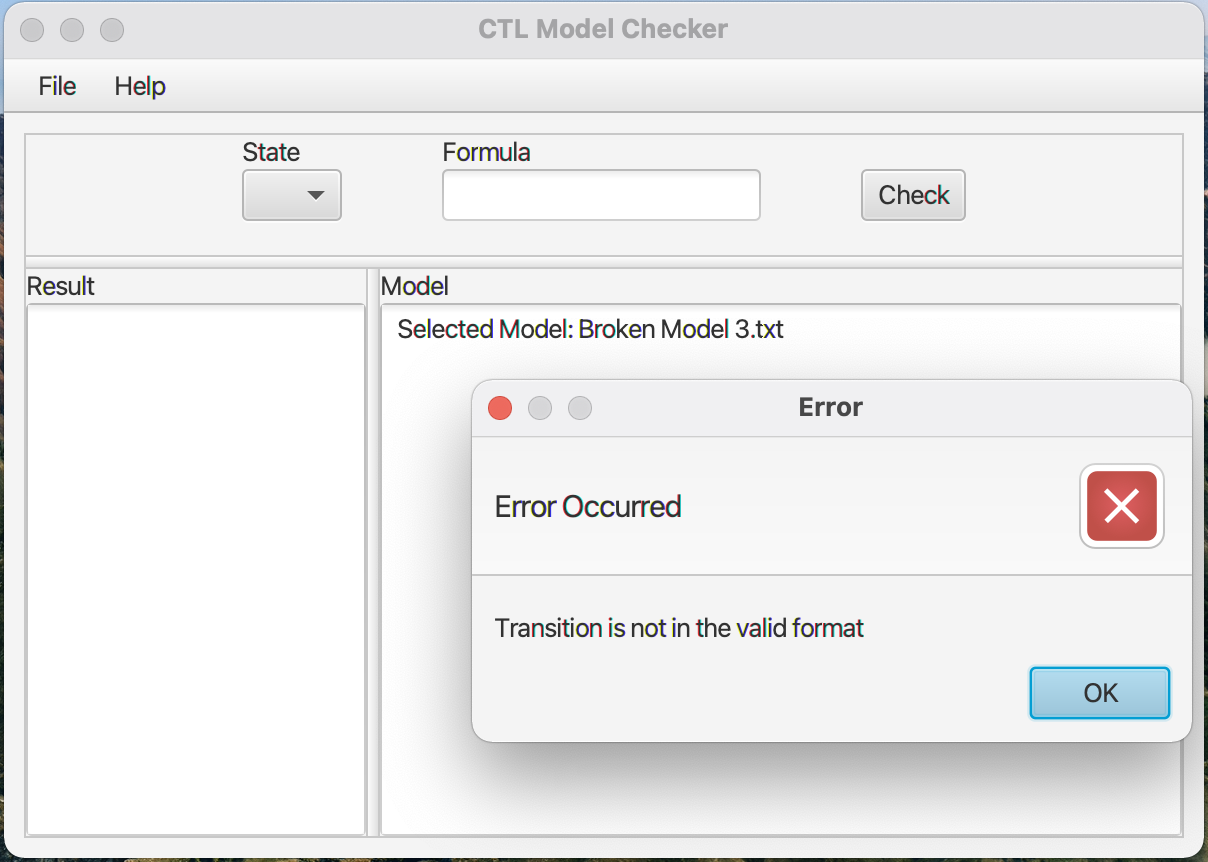 CTL Model Checker
File Help
State Formula
Check
Result
Model
Selected Model: Broken Model 3.txt
Error
Error Occurred
Transition is not in the valid format
OK